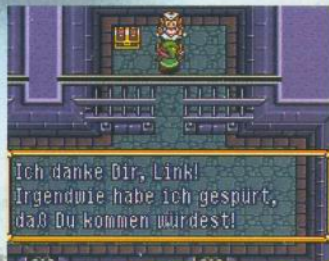 Ich danke Dir, Link!
Irgendwie habe ich gespürt,
daß Du kommen würdest!